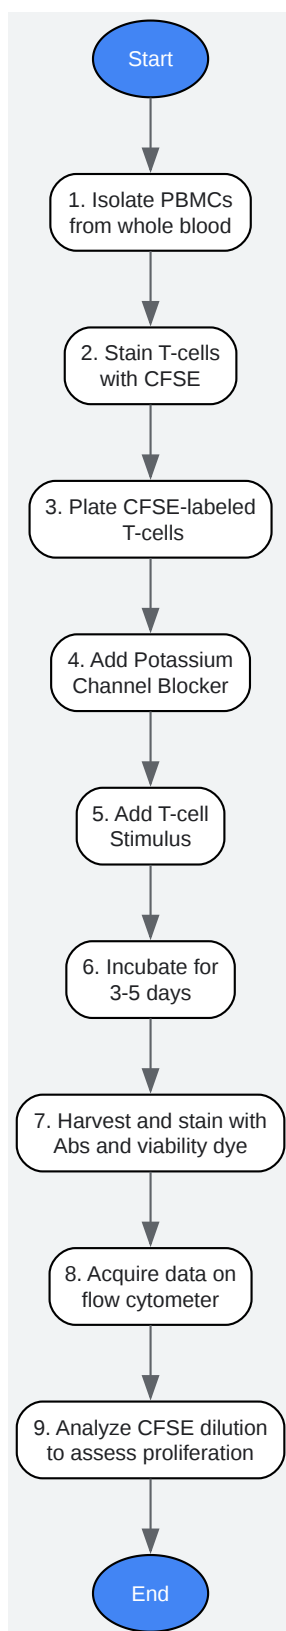 Start
1. Isolate PBMCs
from whole blood
2. Stain T-cells
with CFSE
3. Plate CFSE-labeled
T-cells
4. Add Potassium
Channel Blocker
5. Add T-cell
Stimulus
6. Incubate for
3-5 days
7. Harvest and stain with
Abs and viability dye
8. Acquire data on
flow cytometer
9. Analyze CFSE dilution
to assess proliferation
End